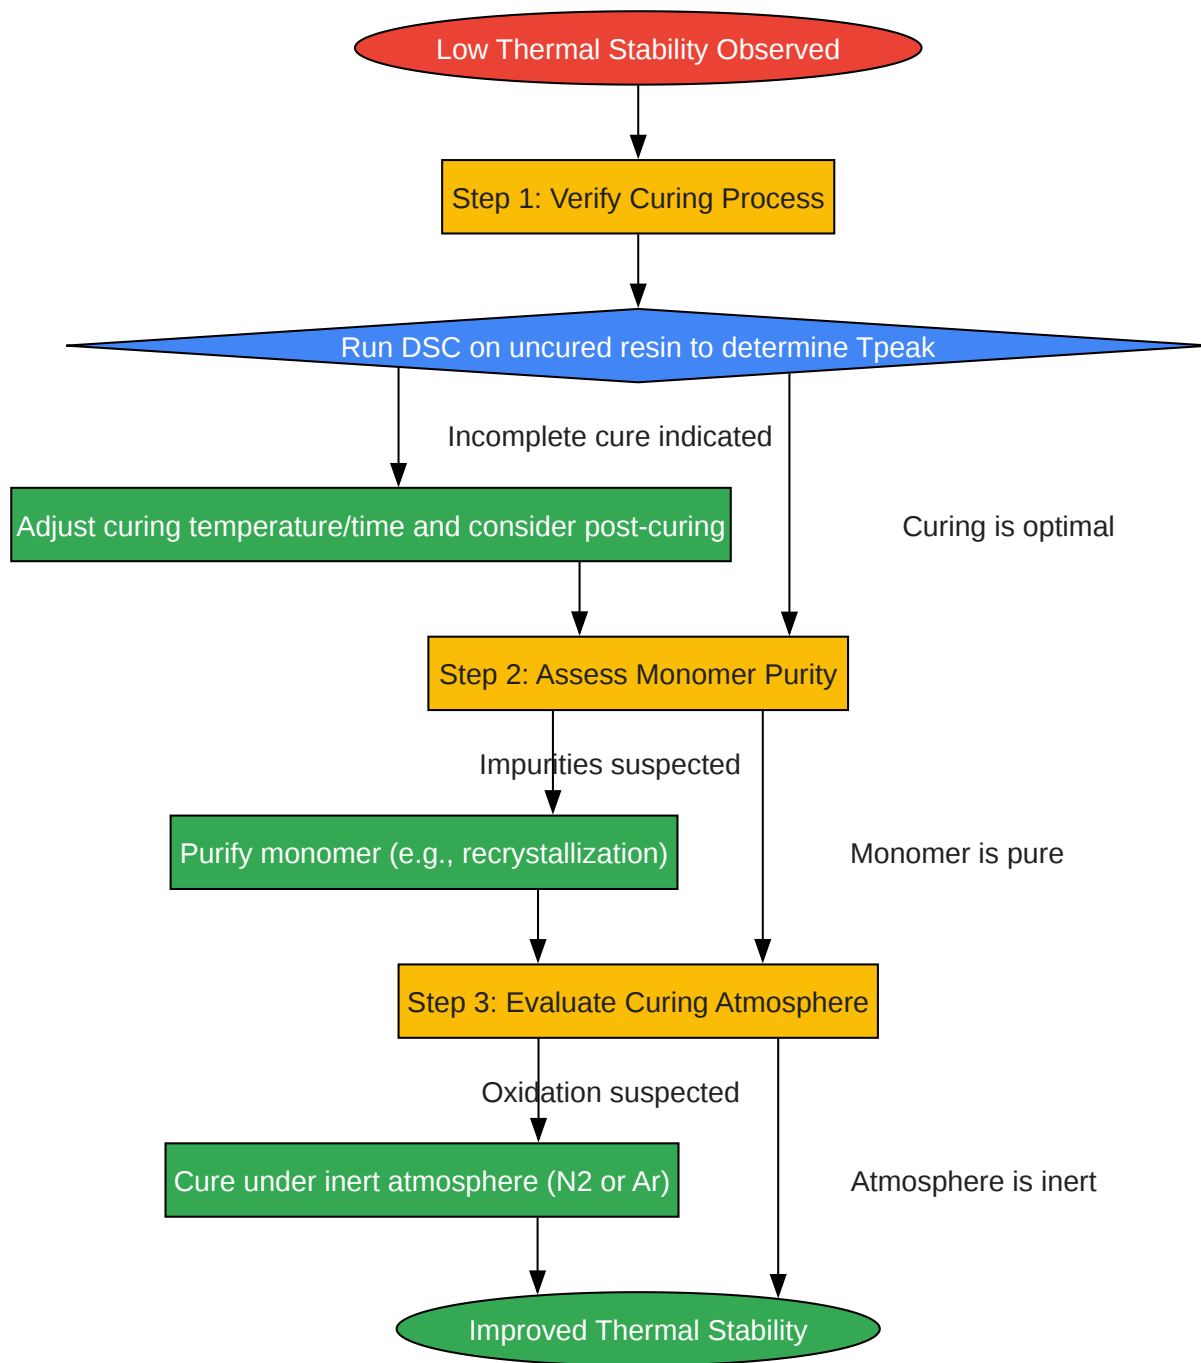 Low Thermal Stability Observed
Step 1: Verify Curing Process
Run DSC on uncured resin to determine Tpeak
Incomplete cure indicated
Adjust curing temperature/time and consider post-curing
Curing is optimal
Step 2: Assess Monomer Purity
Impurities suspected
Purify monomer (e.g., recrystallization)
Monomer is pure
Step 3: Evaluate Curing Atmosphere
Oxidation suspected
Cure under inert atmosphere (N2 or Ar)
Atmosphere is inert
Improved Thermal Stability